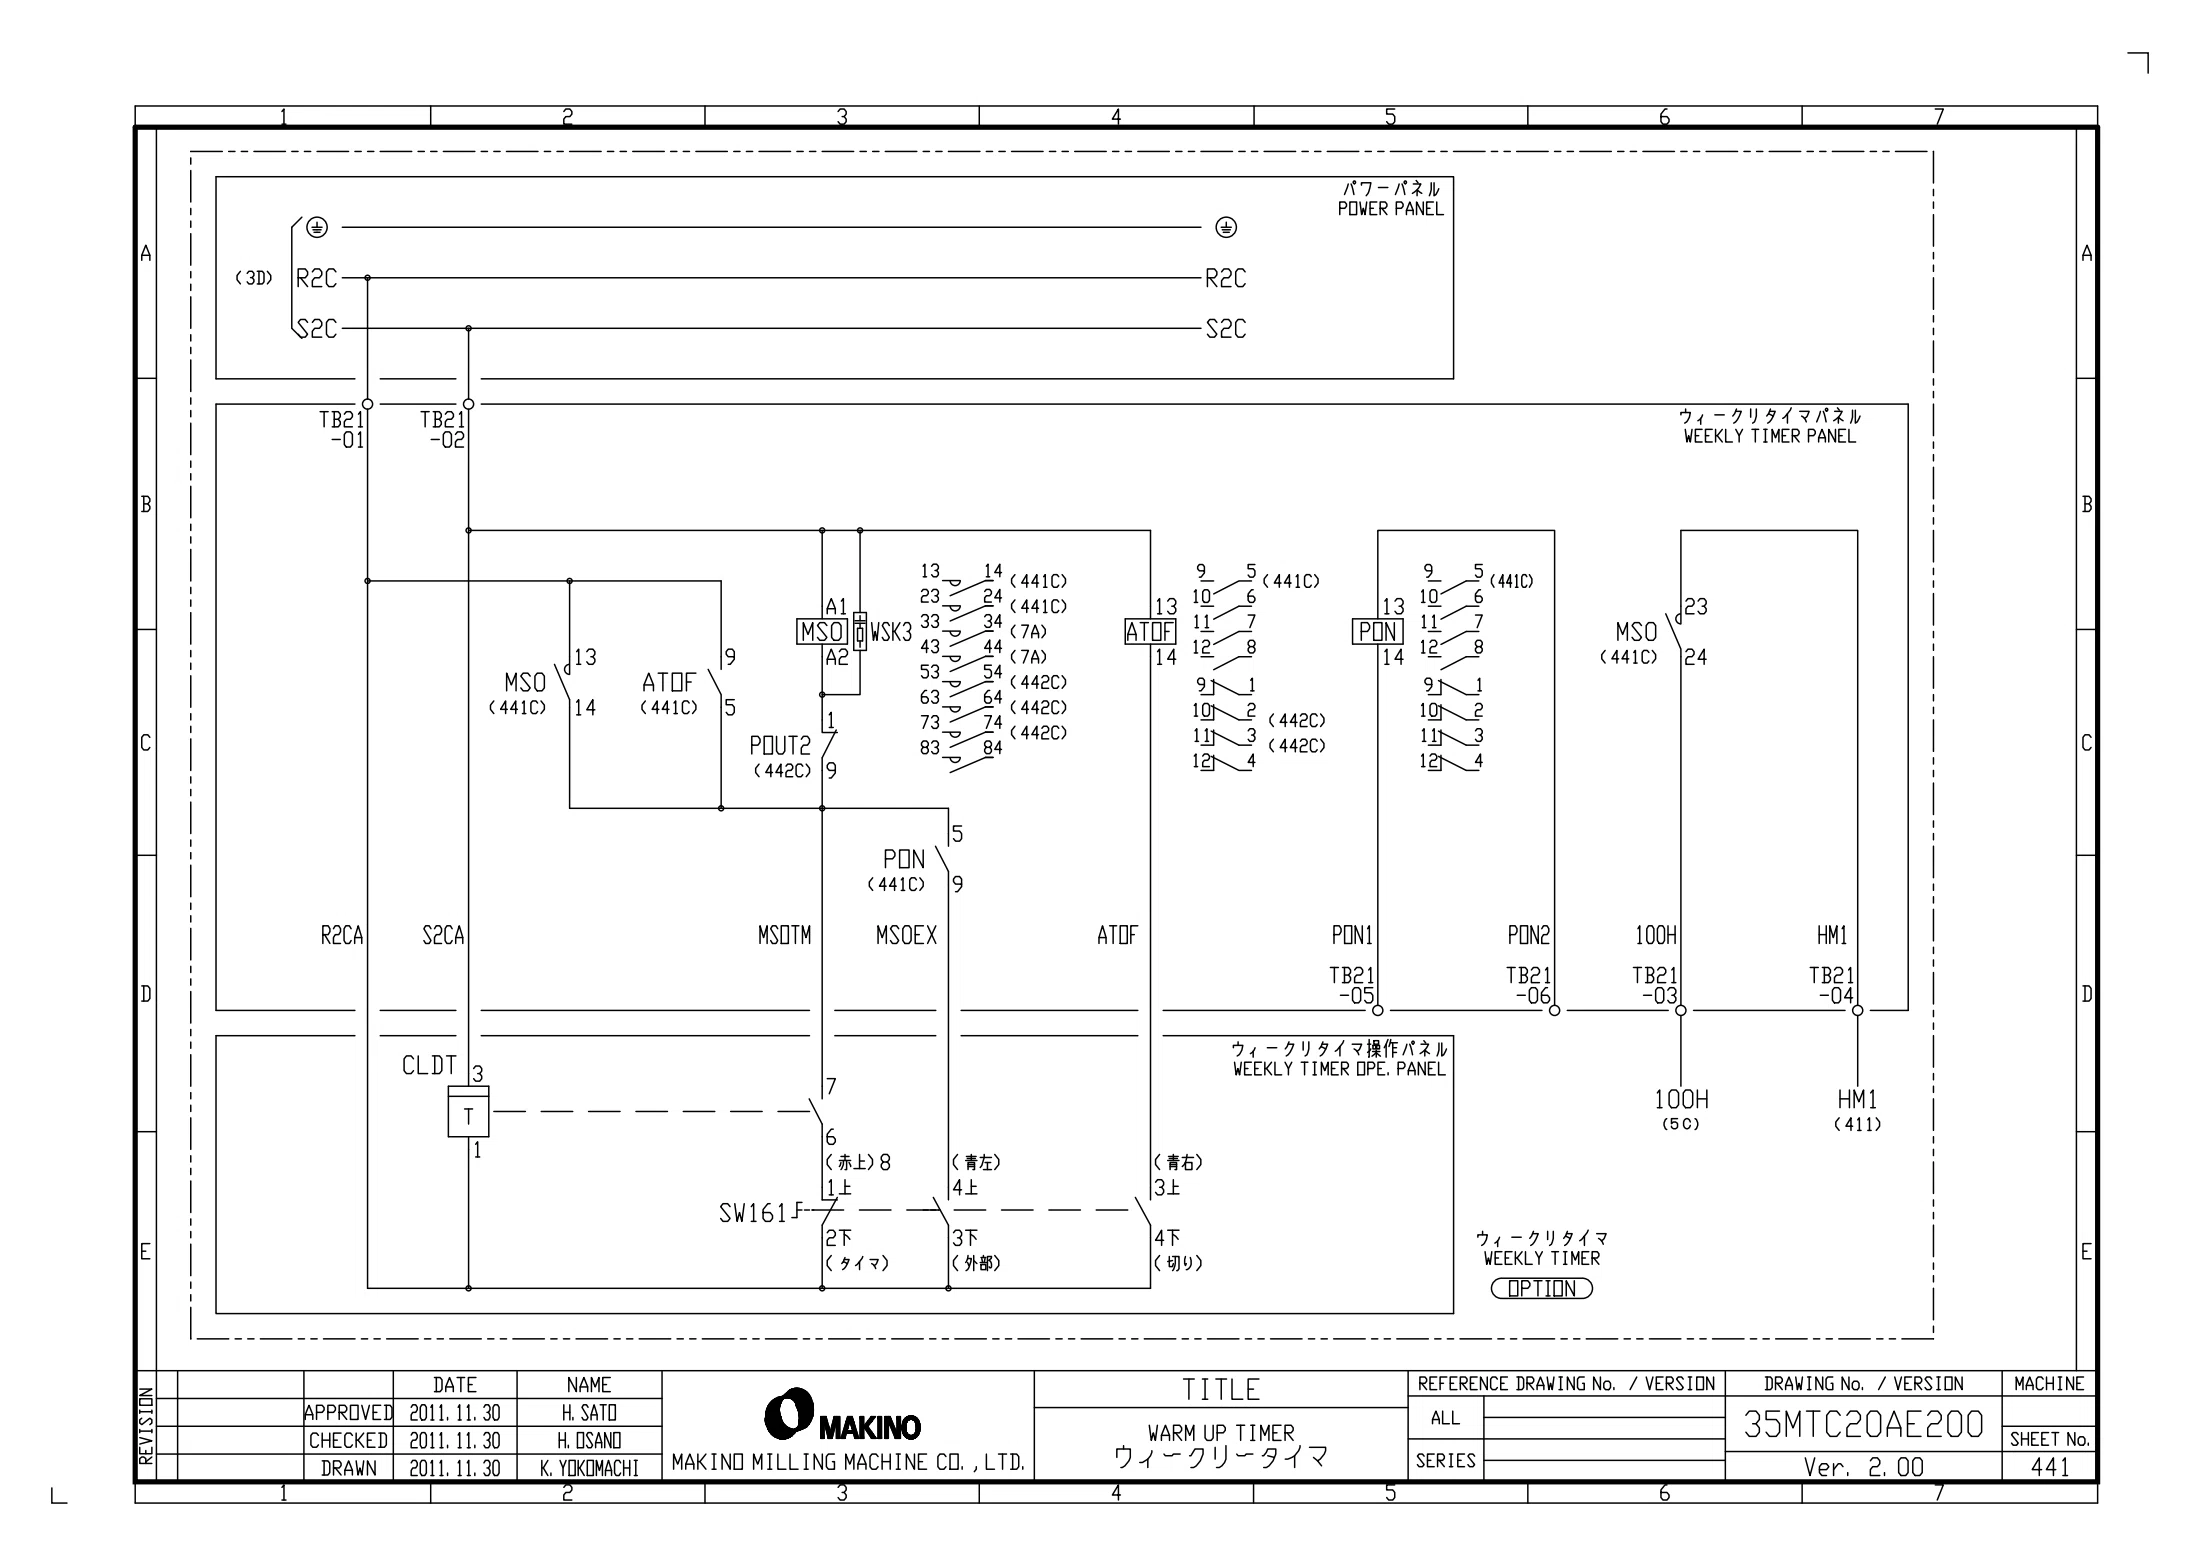 1 2 3 4 5 6 7
A A
B B
C C
D D
E E
パワーパネル
POWER PANEL
(3D)
R2C R2C
S2C S2C
TB21 TB21
-01 -02
ウィークリタイマパネル
WEEKLY TIMER PANEL
MSO
(441C)
13
14
ATOF
(441C)
9
5
A1
MSO
A2
WSK3
POUT2
(442C)
1
9
13 14 (441C)
23 24 (441C)
33 34 (7A)
43 44 (7A)
53 54 (442C)
63 64 (442C)
73 74 (442C)
83 84
13
ATOF
14
9 5 (441C)
10 6
11 7
12 8
9 1
10 2 (442C)
11 3 (442C)
12 4
13
PON
14
9 5 (441C)
10 6
11 7
12 8
9 1
10 2
11 3
12 4
MSO
(441C)
23
24
PON
(441C)
5
9
R2CA S2CA MSOTM MSOEX ATOF PON1 PON2 100H HM1
TB21 TB21 TB21 TB21
-05 -06 -03 -04
ウィークリタイマ操作パネル
WEEKLY TIMER OPE. PANEL
CLDT
3
T
1
7
6
100H HM1
(5C) (411)
(赤上)8 (青左) (青右)
1上 4上 3上
SW161
2下 3下 4下
(タイマ) (外部) (切り)
ウィークリタイマ
WEEKLY TIMER
OPTION
REVISION
DATE NAME
APPROVED 2011.11.30 H. SATO
CHECKED 2011.11.30 H. OSANO
DRAWN 2011.11.30 K. YOKOMACHI
MAKINO
MAKINO MILLING MACHINE CO., LTD.
TITLE
WARM UP TIMER
ウィークリータイマ
REFERENCE DRAWING No. / VERSION
ALL
SERIES
DRAWING No. / VERSION
35MTC20AE200
Ver. 2.00
MACHINE
SHEET No.
441
1 2 3 4 5 6 7